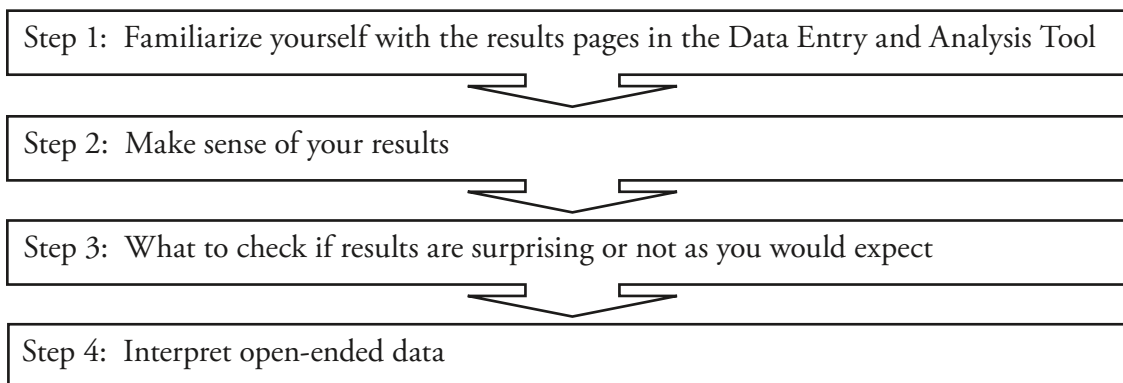 Step 1: Familiarize yourself with the results pages in the Data Entry and Analysis Tool
Step 2: Make sense of your results
Step 3: What to check if results are surprising or not as you would expect
Step 4: Interpret open-ended data